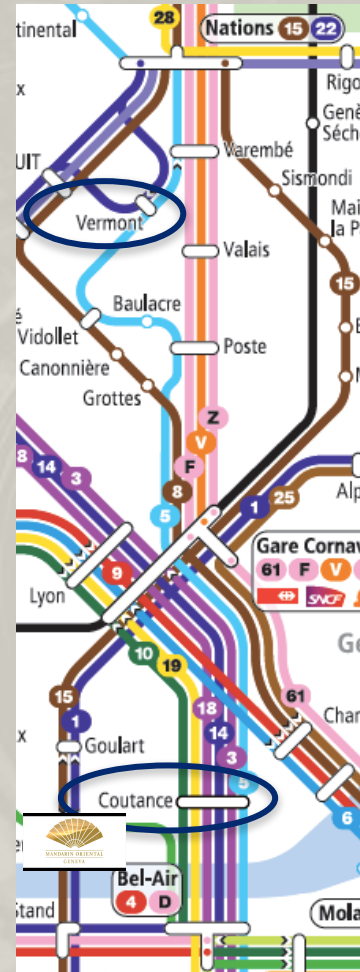 28
Nations 15 22
tinental
x
Rigo
Genè
Séch
UIT
Varembé
Sismondi
Vermont
Mai
la P
Valais
15
Baulacre
é
Vidollet
Poste
Canonnière
Grottes
Z
V
F
8
5
8 14 3
1 25
Alp
Gare Cornav
61 F V
SNCF
9
Lyon
10
19
Ge
15
1
18
14
3
5
61
Char
x
Goulart
Coutance
6
MANDARIN ORIENTAL
GENEVA
Bel-Air
4 D
Stand
Mola